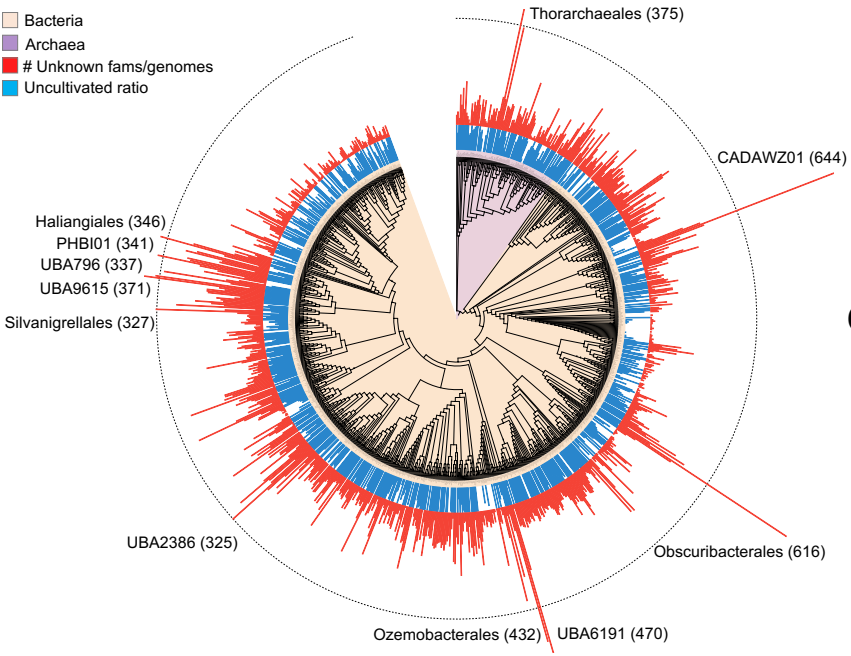 Bacteria
Archaea
# Unknown fams/genomes
Uncultivated ratio
Thorarchaeales (375)
CADAWZ01 (644)
Haliangiales (346)
PHBI01 (341)
UBA796 (337)
UBA9615 (371)
Silvanigrellales (327)
UBA2386 (325)
Obscuribacterales (616)
Ozemobacterales (432)
UBA6191 (470)